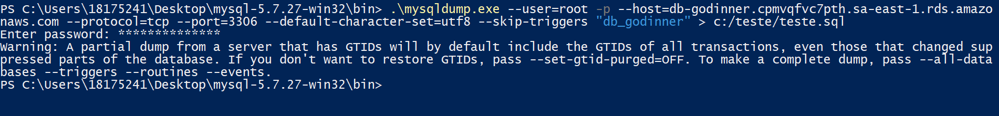 PS C:\Users\18175241\Desktop\mysql-5.7.27-win32\bin> .\mysqldump.exe --user=root -p --host=db-godinner.cpmvqfvc7pth.sa-east-1.rds.amazo
naws.com --protocol=tcp --port=3306 --default-character-set=utf8 --skip-triggers "db_godinner" > c:/teste/teste.sql
Enter password: **************
Warning: A partial dump from a server that has GTIDs will by default include the GTIDs of all transactions, even those that changed sup
pressed parts of the database. If you don't want to restore GTIDs, pass --set-gtid-purged=OFF. To make a complete dump, pass --all-data
bases --triggers --routines --events.
PS C:\Users\18175241\Desktop\mysql-5.7.27-win32\bin>